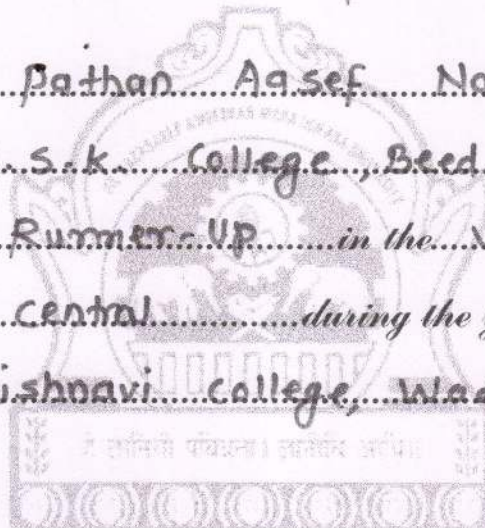 Pathan Aasef No
S.K. College, Beed
Runner-Up in the
central during the
ishnavi college, Wa